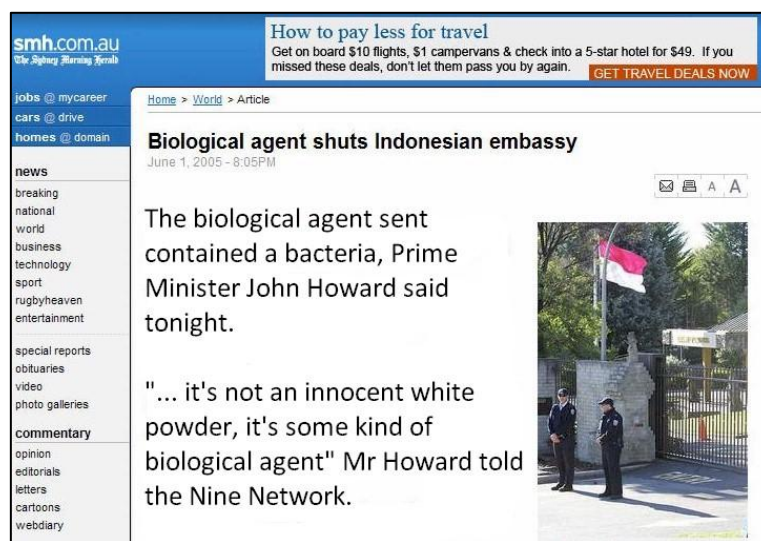 How to pay less for travel
Get on board $10 flights, $1 campervans & check into a 5-star hotel for $49. If you
missed these deals, don't let them pass you by again.
GET TRAVEL DEALS NOW
smh.com.au
The Sydney Morning Herald
jobs @ mycareer
cars @ drive
homes @ domain
news
breaking
national
world
business
technology
sport
rugbyheaven
entertainment
special reports
obituaries
video
photo galleries
commentary
opinion
editorials
letters
cartoons
webdiary
Home > World > Article
Biological agent shuts Indonesian embassy
June 1, 2005 - 8:05PM
A A
The biological agent sent
contained a bacteria, Prime
Minister John Howard said
tonight.
"... it's not an innocent white
powder, it's some kind of
biological agent" Mr Howard told
the Nine Network.